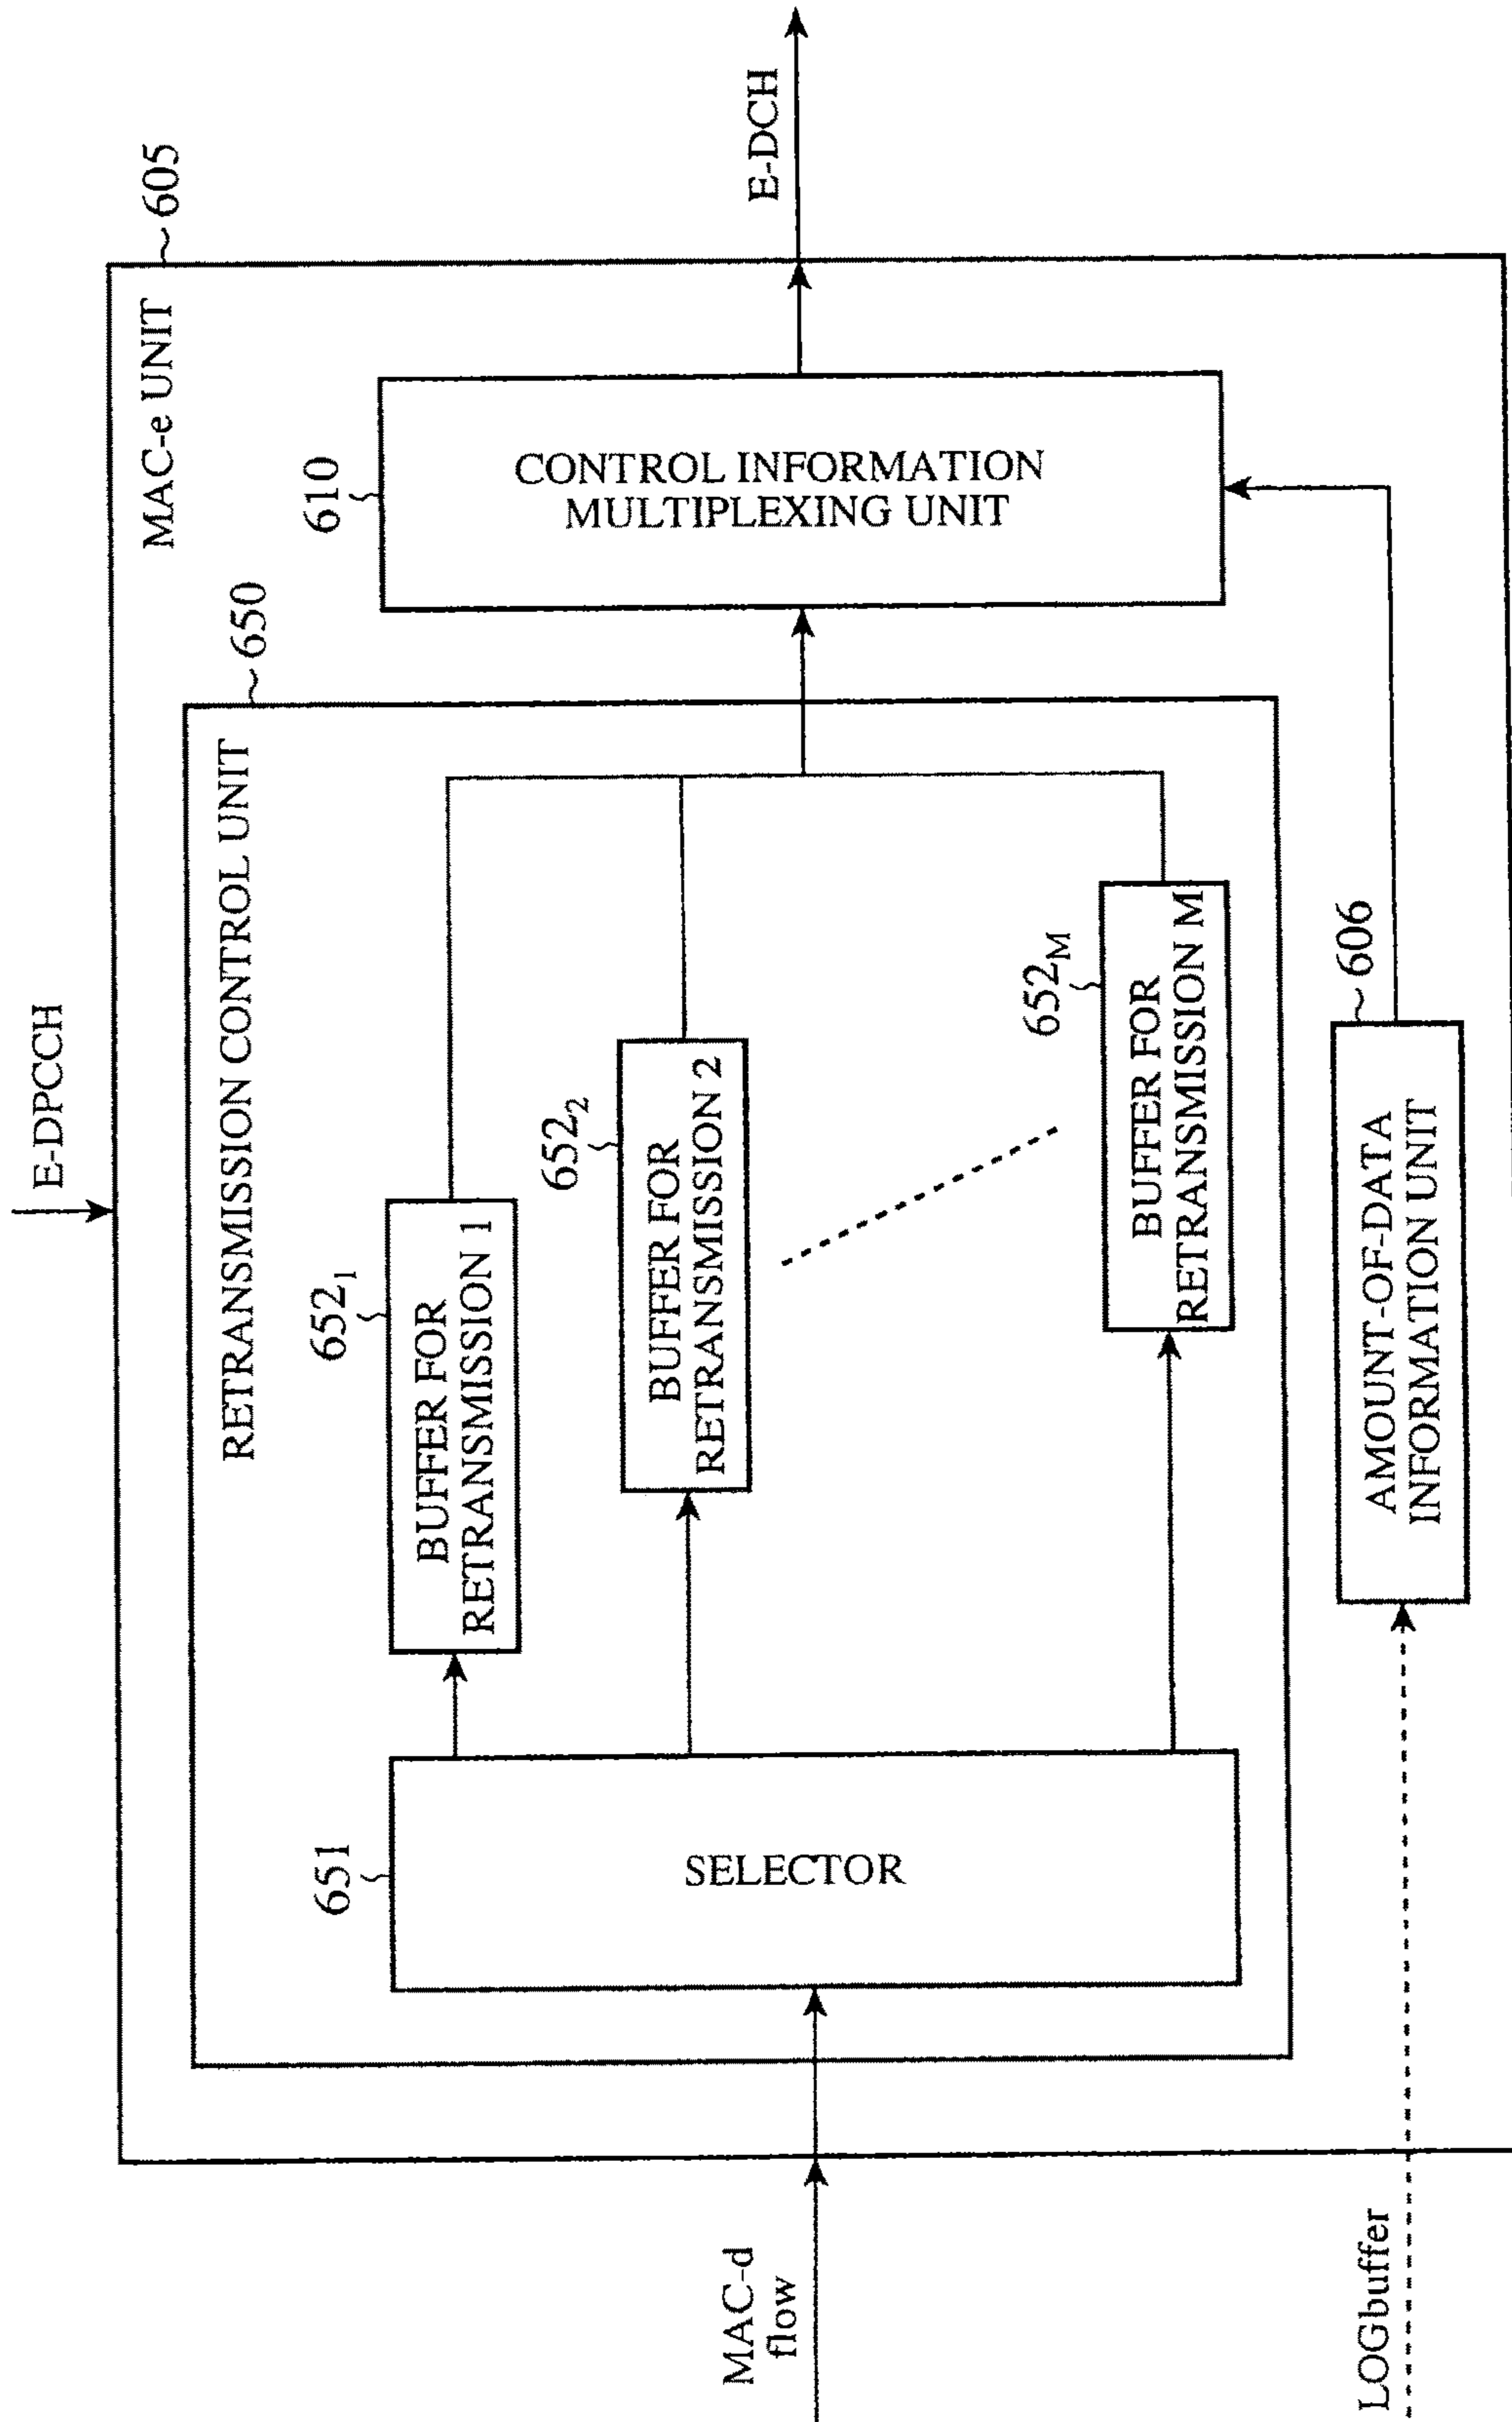 E-DPCCH
605
MAC-e UNIT
650
RETRANSMISSION CONTROL UNIT
610
CONTROL INFORMATION
MULTIPLEXING UNIT
E-DCH
651
SELECTOR
652₁
BUFFER FOR
RETRANSMISSION 1
652₂
BUFFER FOR
RETRANSMISSION 2
652M
BUFFER FOR
RETRANSMISSION M
MAC-d
flow
606
AMOUNT-OF-DATA
INFORMATION UNIT
LOGbuffer